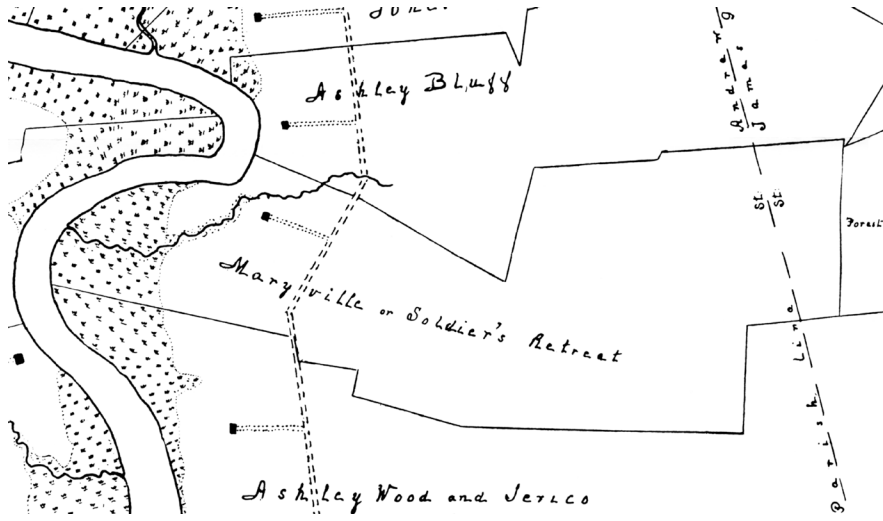 Ashley Bluff
Andrew's
James
St
St
Forest
Maryville or Soldier's Retreat
Parish Line
Ashley Wood and Jerico